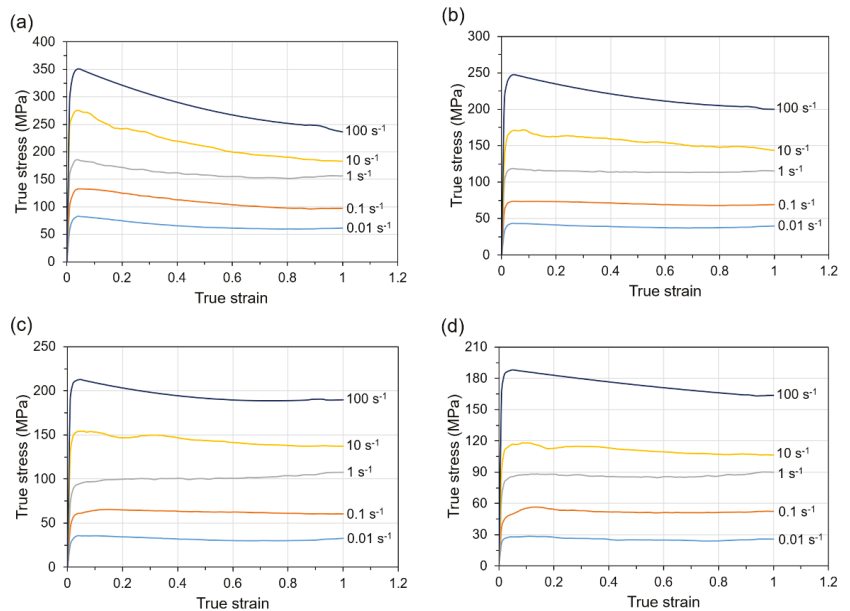 (a)
True stress (MPa)
400
350
300
250
200
150
100
50
0
0
0.2
0.4
0.6
0.8
1
1.2
True strain
100 s⁻¹
10 s⁻¹
1 s⁻¹
0.1 s⁻¹
0.01 s⁻¹
(b)
True stress (MPa)
300
250
200
150
100
50
0
0
0.2
0.4
0.6
0.8
1
1.2
True strain
100 s⁻¹
10 s⁻¹
1 s⁻¹
0.1 s⁻¹
0.01 s⁻¹
(c)
True stress (MPa)
250
200
150
100
50
0
0
0.2
0.4
0.6
0.8
1
1.2
True strain
100 s⁻¹
10 s⁻¹
1 s⁻¹
0.1 s⁻¹
0.01 s⁻¹
(d)
True stress (MPa)
210
180
150
120
90
60
30
0
0
0.2
0.4
0.6
0.8
1
1.2
True strain
100 s⁻¹
10 s⁻¹
1 s⁻¹
0.1 s⁻¹
0.01 s⁻¹